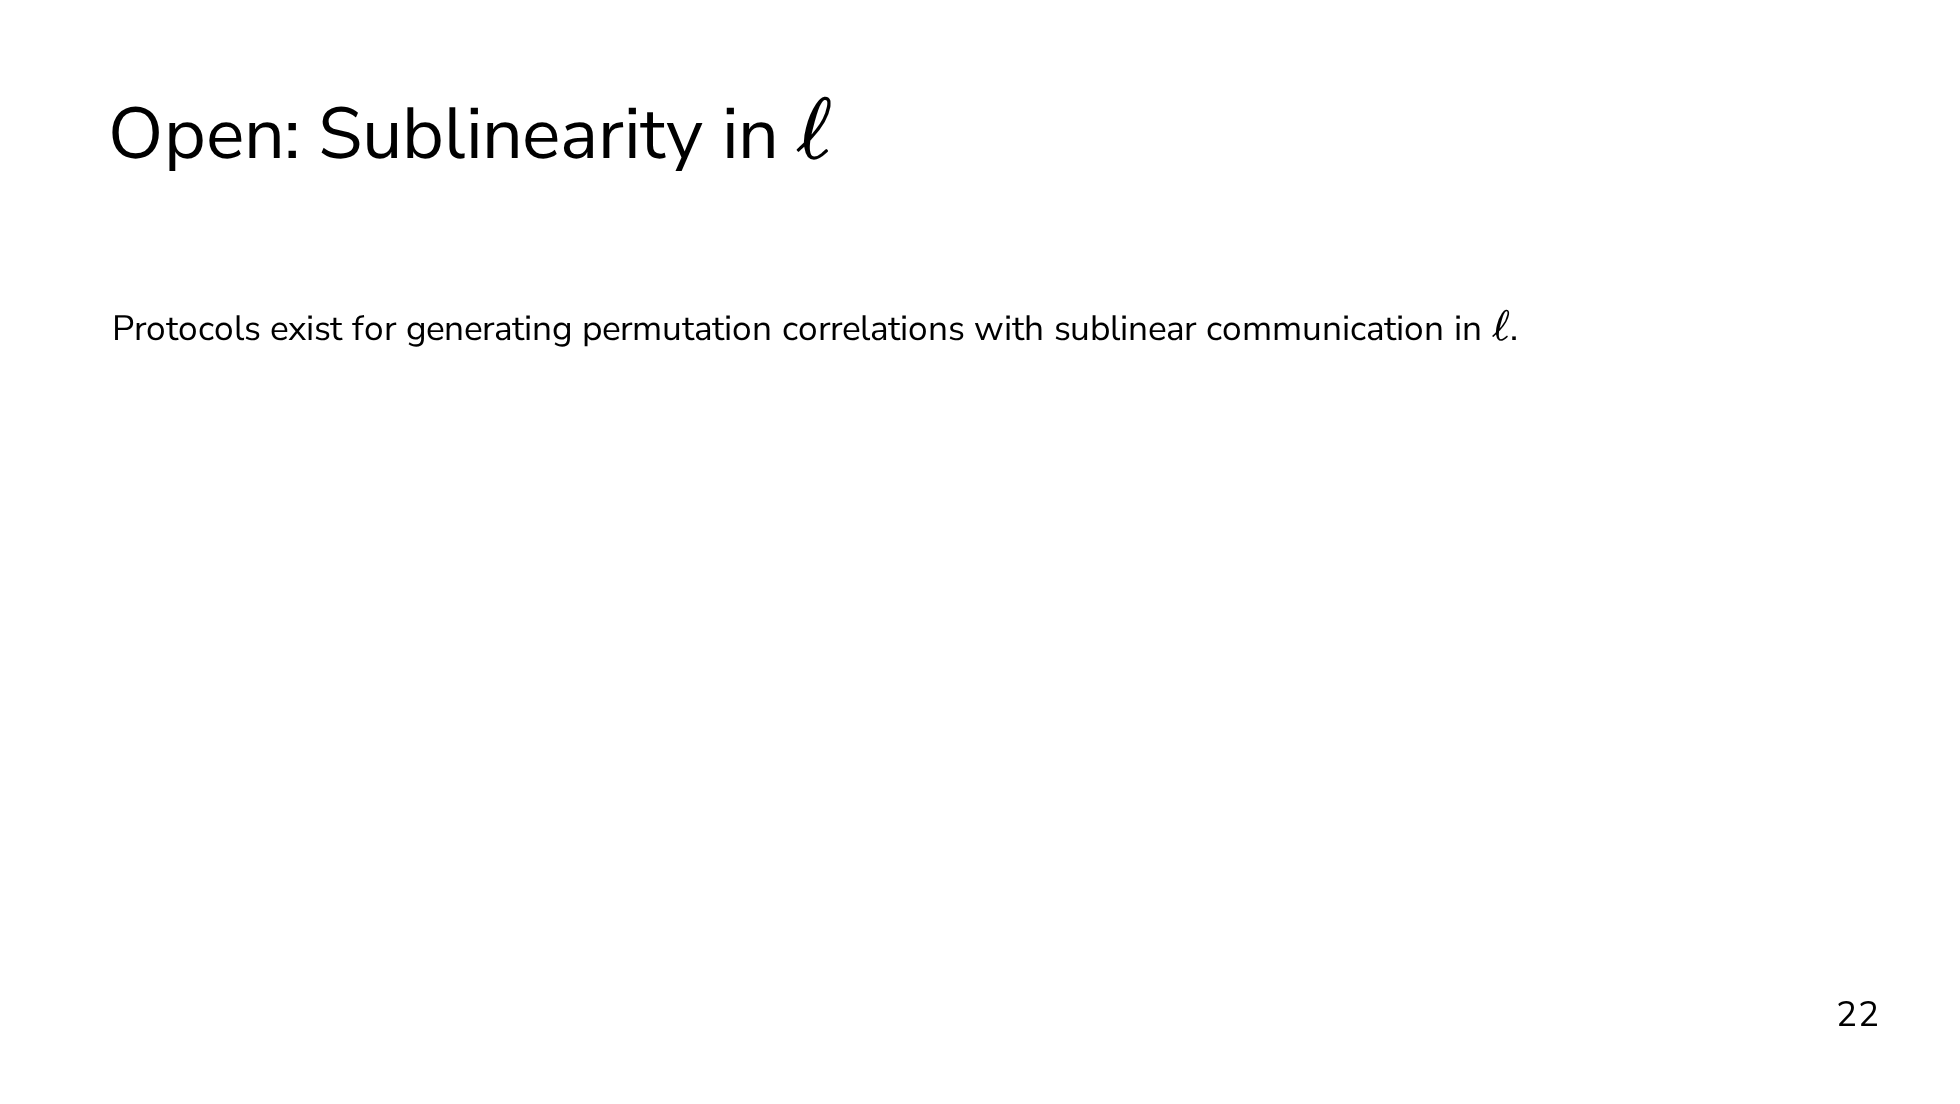 Open: Sublinearity in ℓ
Protocols exist for generating permutation correlations with sublinear communication in ℓ.
22